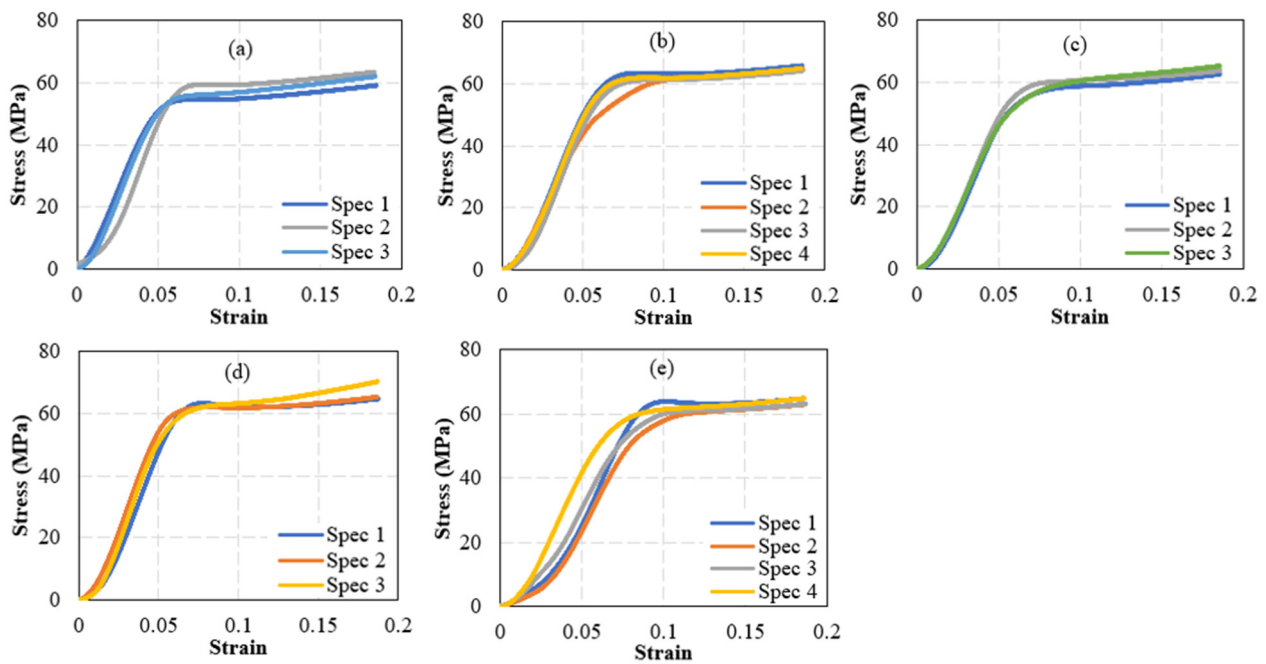 (a)
Stress (MPa)
80
60
40
20
0
Spec 1
Spec 2
Spec 3
0 0.05 0.1 0.15 0.2
Strain
(b)
Stress (MPa)
80
60
40
20
0
Spec 1
Spec 2
Spec 3
Spec 4
0 0.05 0.1 0.15 0.2
Strain
(c)
Stress (MPa)
80
60
40
20
0
Spec 1
Spec 2
Spec 3
0 0.05 0.1 0.15 0.2
Strain
(d)
Stress (MPa)
80
60
40
20
0
Spec 1
Spec 2
Spec 3
0 0.05 0.1 0.15 0.2
Strain
(e)
Stress (MPa)
80
60
40
20
0
Spec 1
Spec 2
Spec 3
Spec 4
0 0.05 0.1 0.15 0.2
Strain